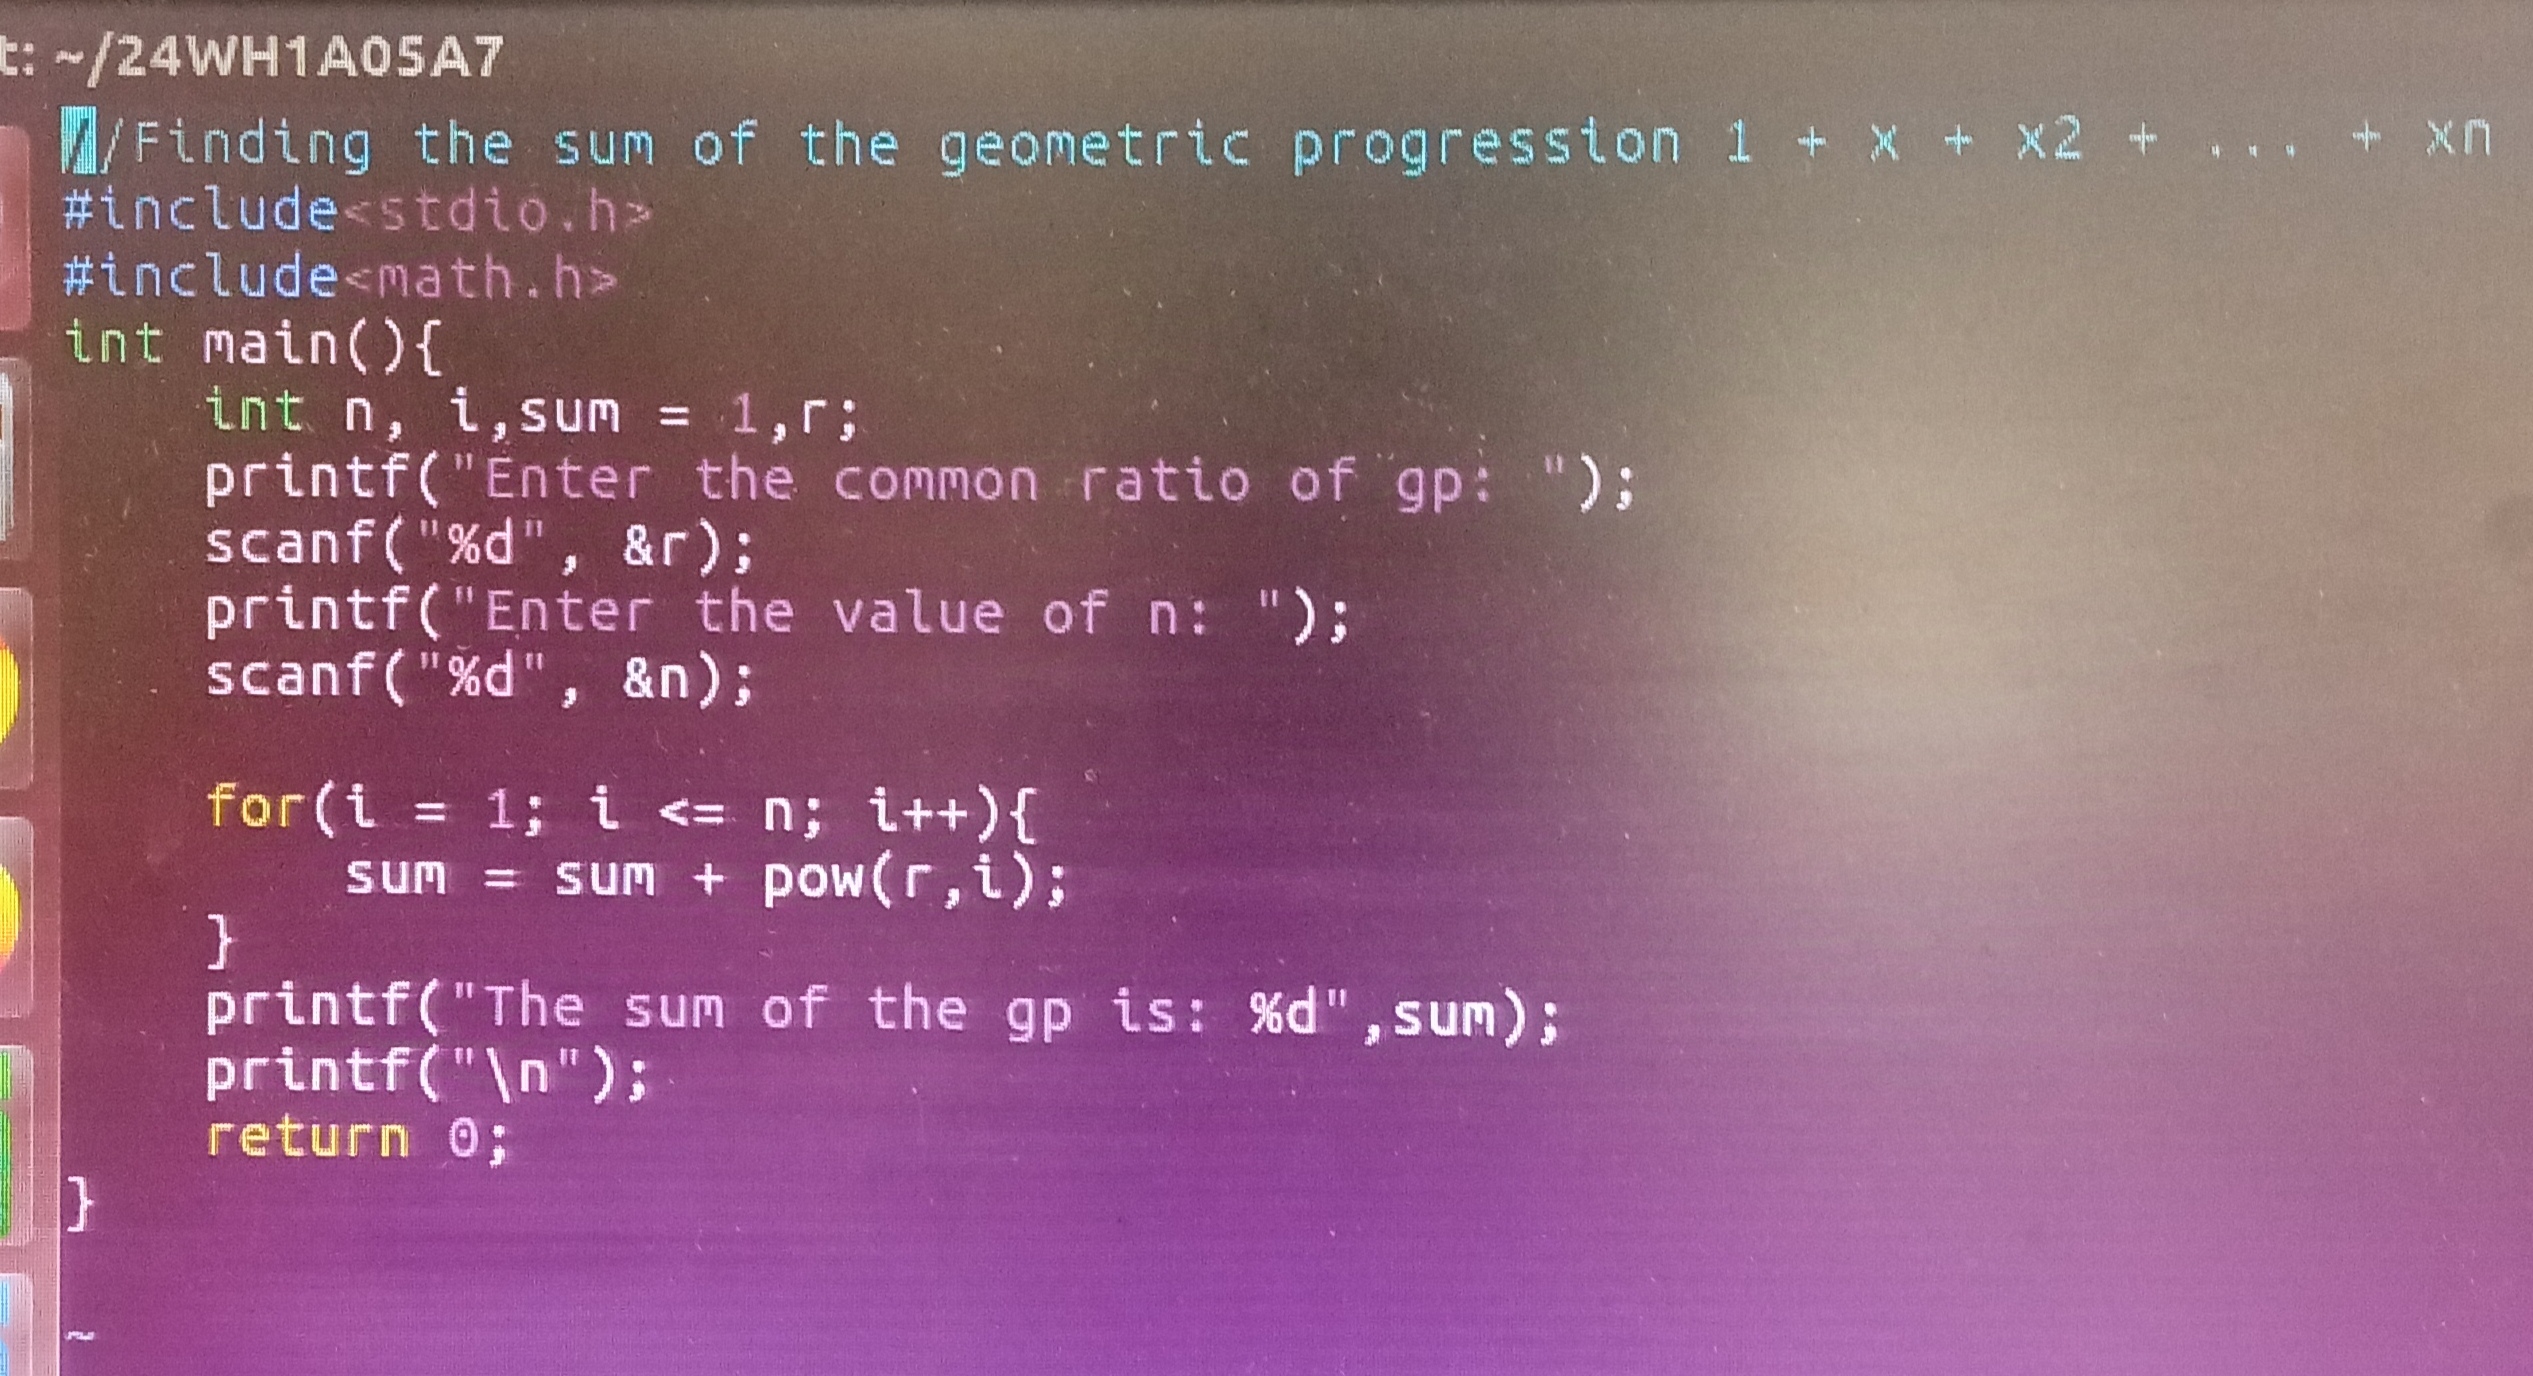 t: ~/24WH1A05A7
//Finding the sum of the geometric progression 1 + x + x2 + ... + xn
#include<stdio.h>
#include<math.h>
int main(){
    int n, i,sum = 1,r;
    printf("Enter the common ratio of gp: ");
    scanf("%d", &r);
    printf("Enter the value of n: ");
    scanf("%d", &n);

    for(i = 1; i <= n; i++){
        sum = sum + pow(r,i);
    }
    printf("The sum of the gp is: %d",sum);
    printf("\n");
    return 0;
}
~